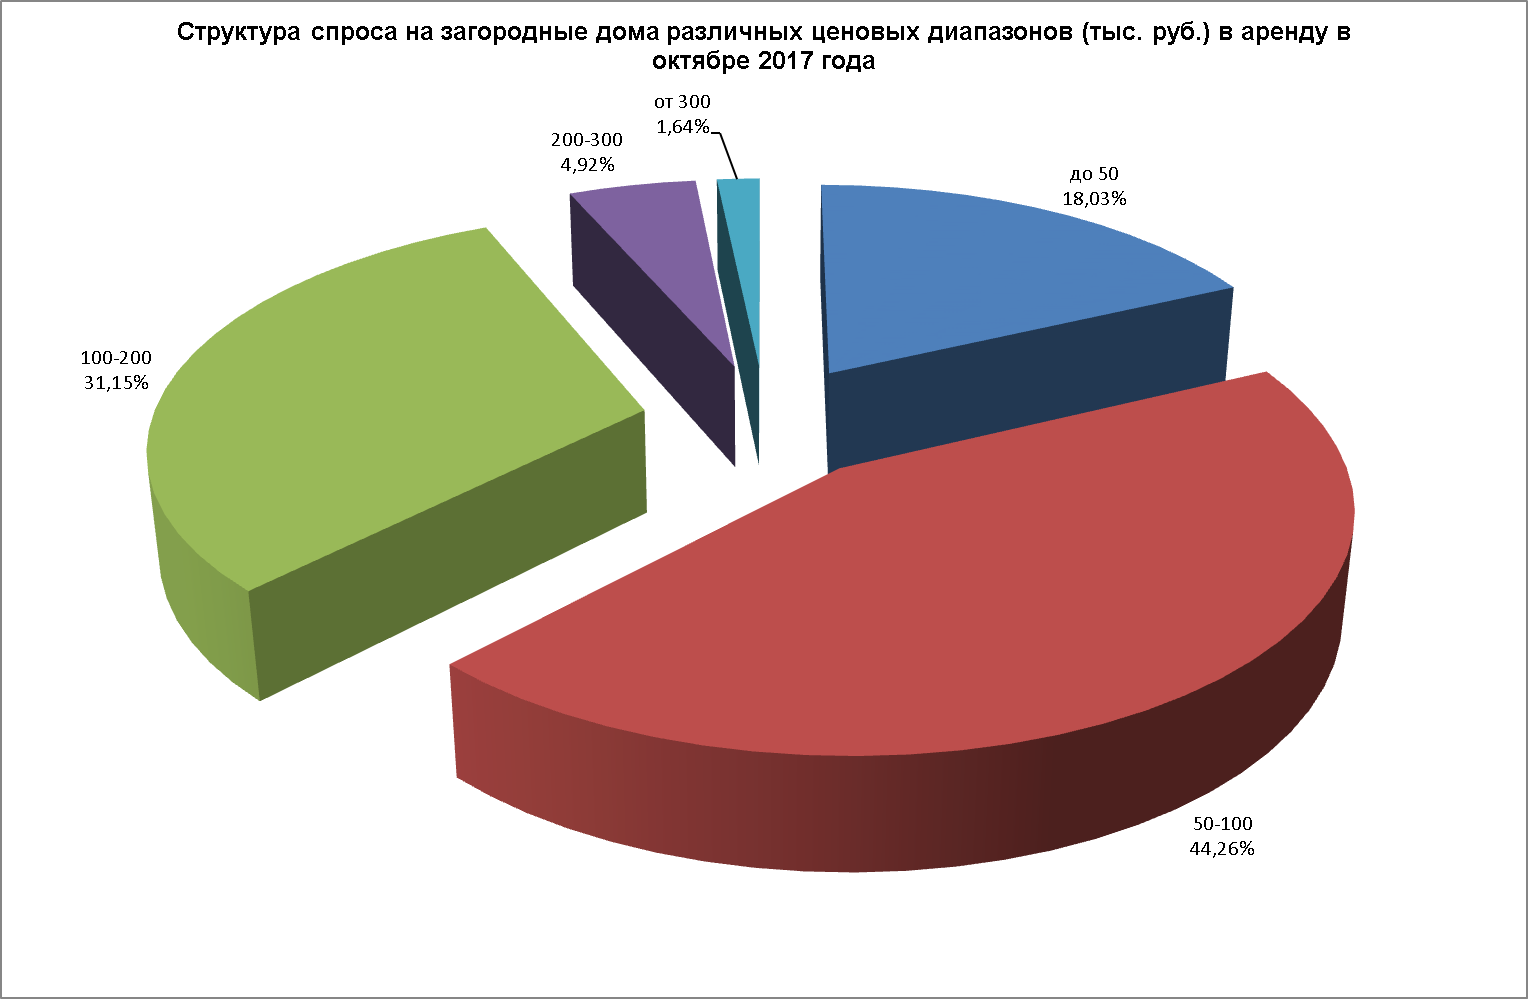 Структура спроса на загородные дома различных ценовых диапазонов (тыс. руб.) в аренду в
октябре 2017 года
от 300
1,64%
200-300
4,92%
до 50
18,03%
100-200
31,15%
50-100
44,26%